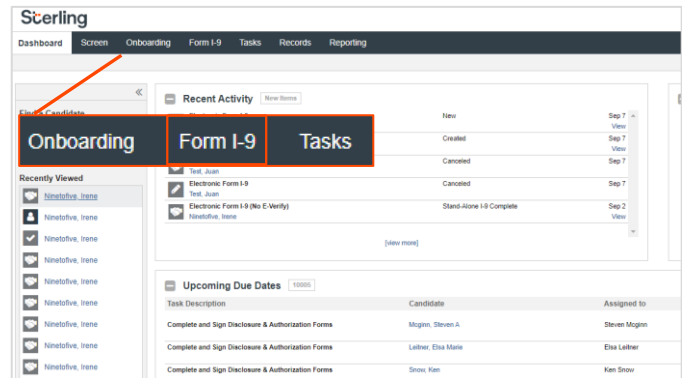 Sterling
Dashboard Screen Onboarding Form I-9 Tasks Records Reporting
«
Find a Candidate
Onboarding Form I-9 Tasks
Recently Viewed
Ninetofive, Irene
Ninetofive, Irene
Ninetofive, Irene
Ninetofive, Irene
Ninetofive, Irene
Ninetofive, Irene
Ninetofive, Irene
Ninetofive, Irene
Ninetofive, Irene
Recent Activity New Items
New Sep 7
View
Created Sep 7
View
Canceled Sep 7
Test, Juan
Electronic Form I-9 Canceled Sep 7
Test, Juan
Electronic Form I-9 (No E-Verify) Stand-Alone I-9 Complete Sep 2
Ninetofive, Irene View
[view more]
Upcoming Due Dates 10005
Task Description Candidate Assigned to
Complete and Sign Disclosure & Authorization Forms Mcginn, Steven A Steven Mcginn
Complete and Sign Disclosure & Authorization Forms Leitner, Elsa Marie Elsa Leitner
Complete and Sign Disclosure & Authorization Forms Snow, Ken Ken Snow